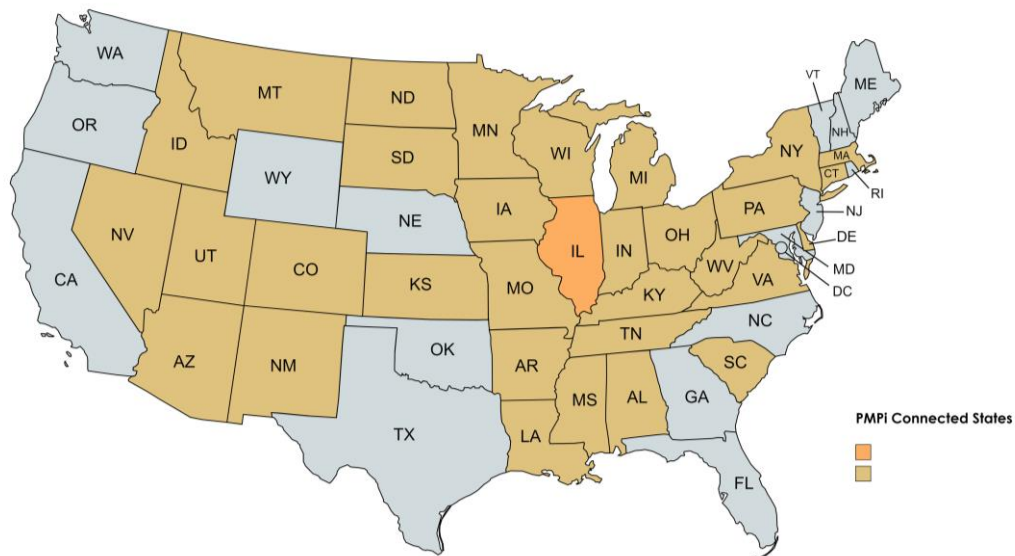 WA
OR
CA
MT
ID
WY
NV
UT
CO
AZ
NM
ND
SD
NE
KS
OK
TX
MN
IA
MO
AR
LA
WI
IL
MI
IN
OH
KY
TN
MS
AL
GA
FL
SC
NC
VA
WV
PA
NY
VT
NH
ME
MA
CT
RI
NJ
DE
MD
DC
PMPi Connected States